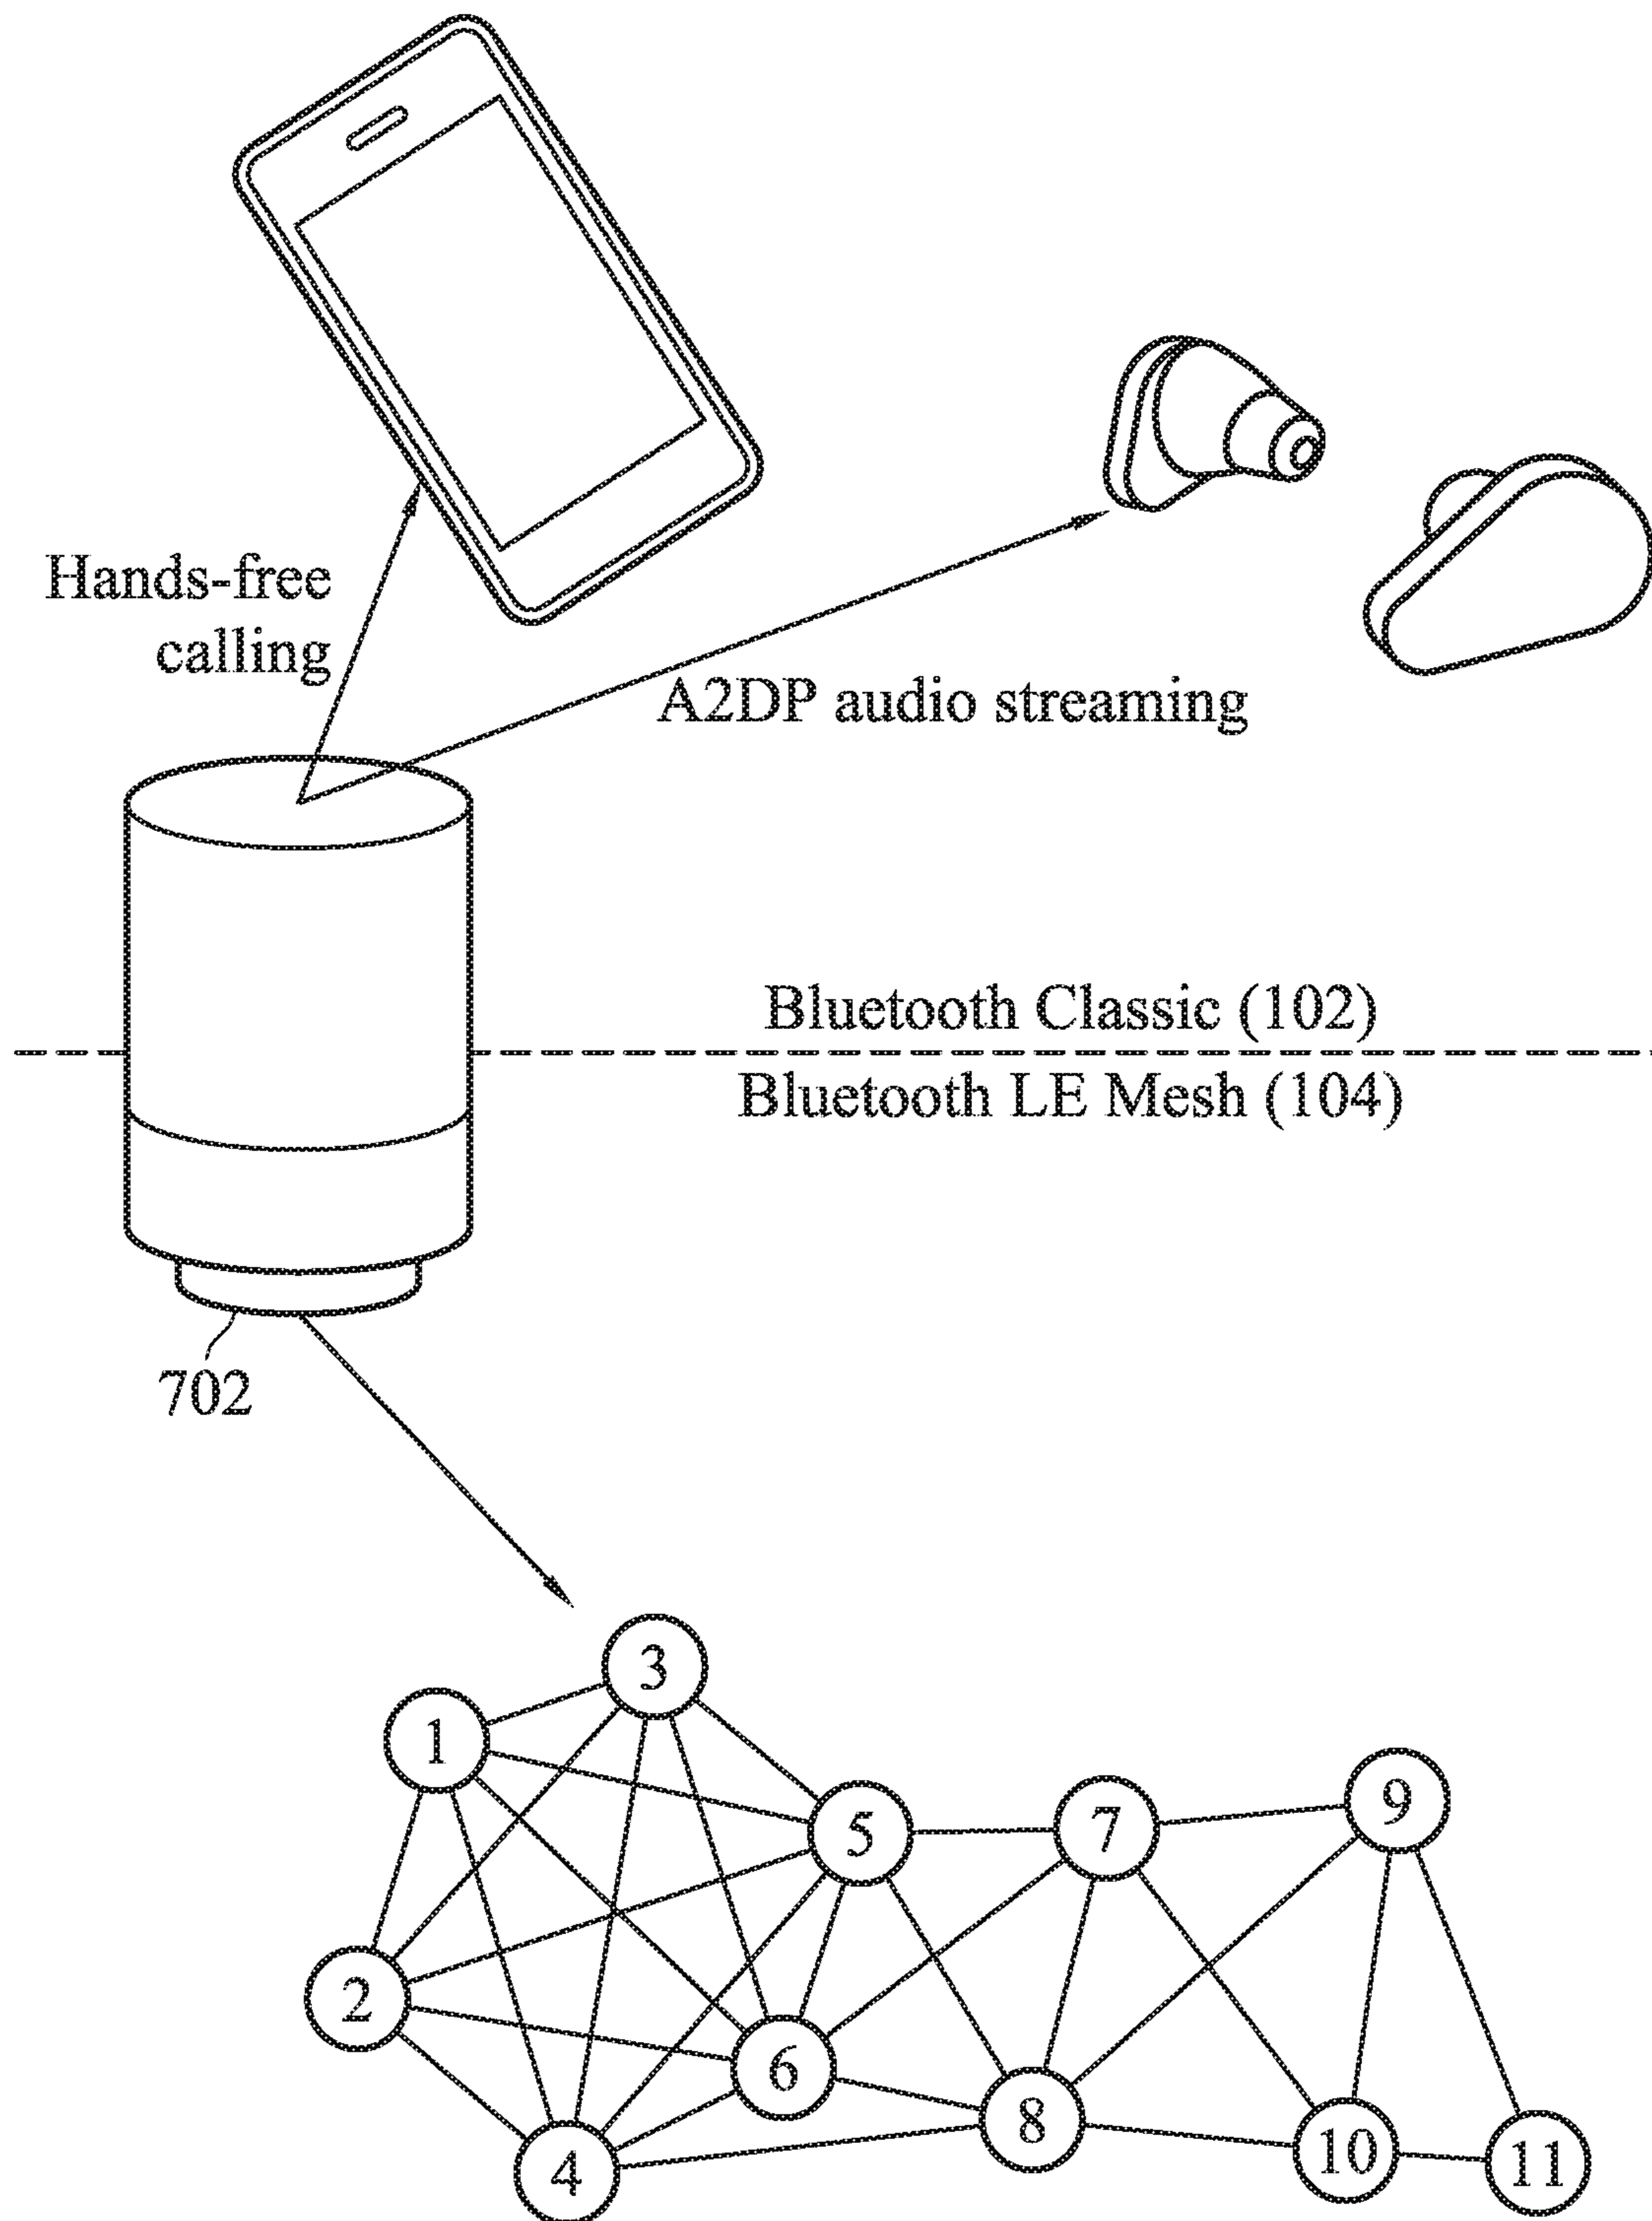 Hands-free
calling
A2DP audio streaming
Bluetooth Classic (102)
Bluetooth LE Mesh (104)
702
3
1
9
5
7
2
6
8
10
11
4